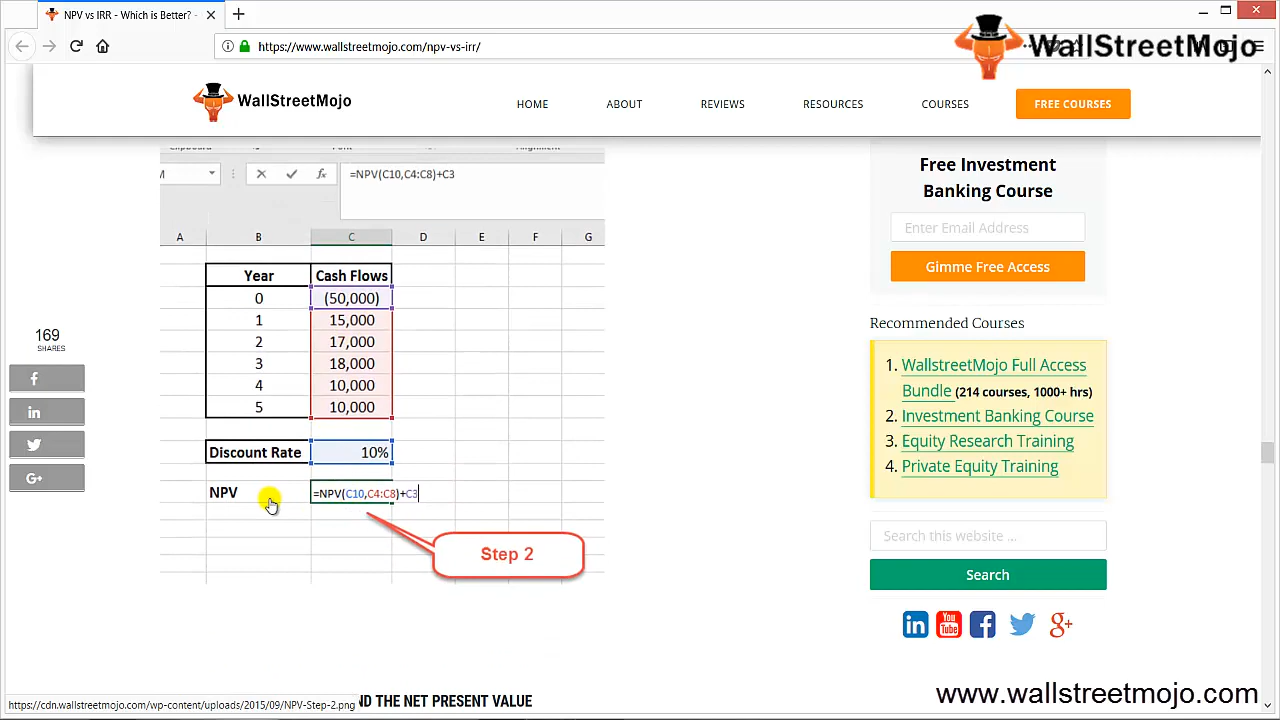 NPV vs IRR - Which is Better? -
https://www.wallstreetmojo.com/npv-vs-irr/
WallStreetMojo
WallStreetMojo
HOME
ABOUT
REVIEWS
RESOURCES
COURSES
FREE COURSES
=NPV(C10,C4:C8)+C3
A B C D E F G
Year Cash Flows
0 (50,000)
1 15,000
2 17,000
3 18,000
4 10,000
5 10,000
Discount Rate 10%
NPV =NPV(C10,C4:C8)+C3
Step 2
169
SHARES
Free Investment
Banking Course
Enter Email Address
Gimme Free Access
Recommended Courses
1. WallstreetMojo Full Access
Bundle (214 courses, 1000+ hrs)
2. Investment Banking Course
3. Equity Research Training
4. Private Equity Training
Search this website ...
Search
You
Tube
ND THE NET PRESENT VALUE
https://cdn.wallstreetmojo.com/wp-content/uploads/2015/09/NPV-Step-2.png
www.wallstreetmojo.com